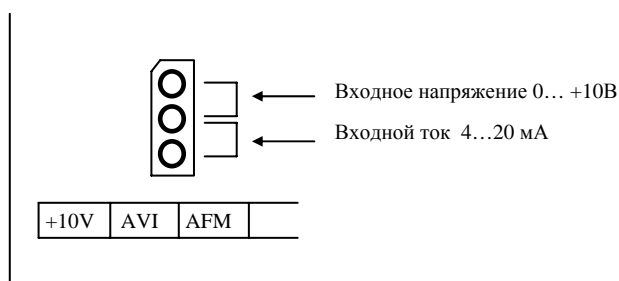 Входное напряжение 0… +10В
Входной ток 4…20 мА
+10V AVI AFM